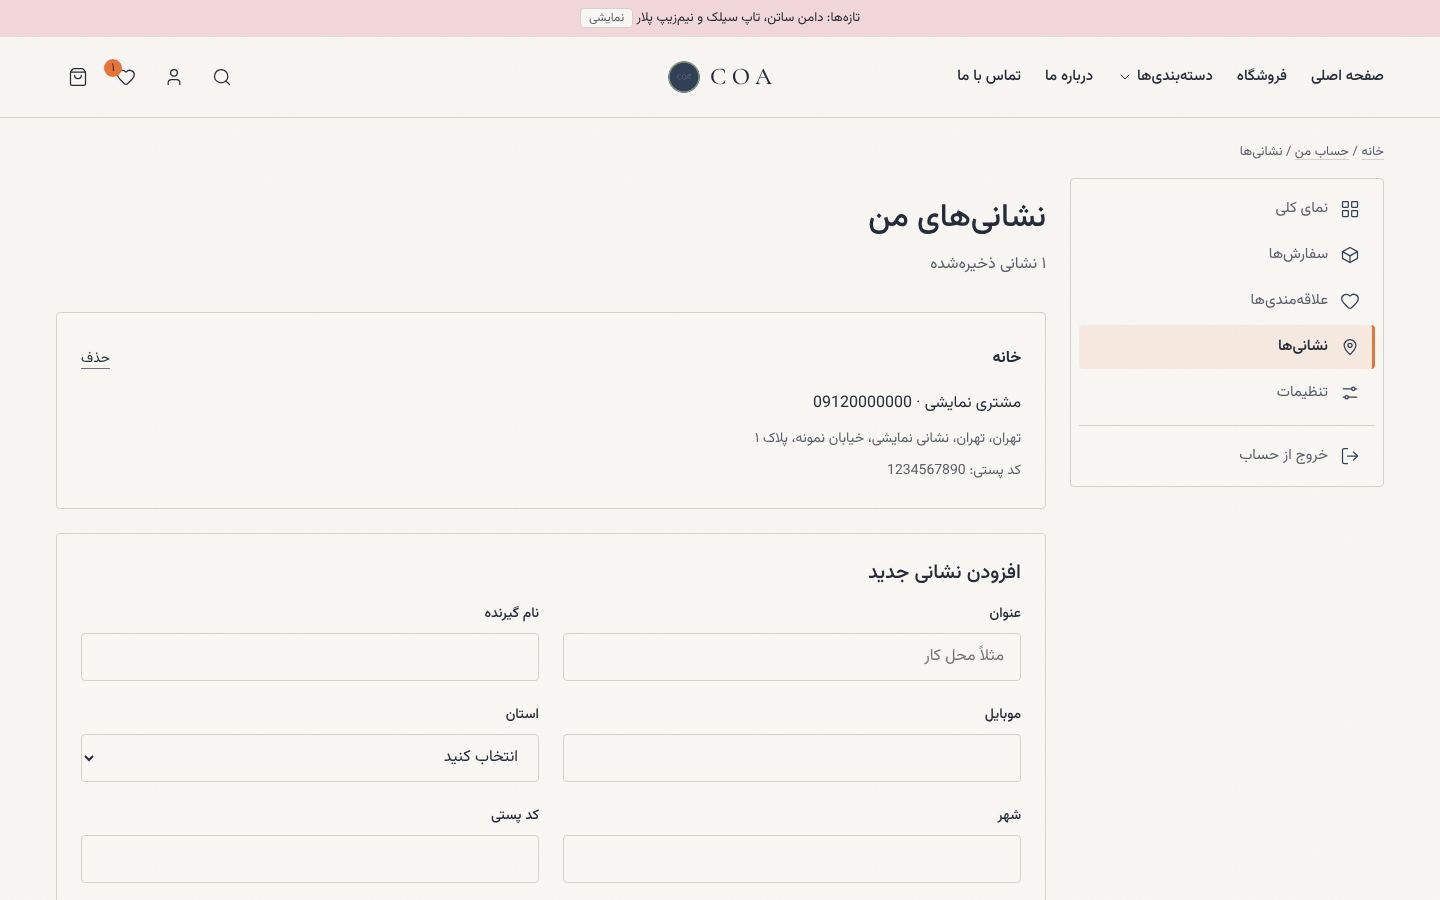 تازه‌ها: دامن ساتن، تاپ سیلک و نیم‌زیپ پلار نمایشی
صفحه اصلی
فروشگاه
دسته‌بندی‌ها
درباره ما
تماس با ما
COA
۱
خانه / حساب من / نشانی‌ها
نمای کلی
سفارش‌ها
علاقه‌مندی‌ها
نشانی‌ها
تنظیمات
خروج از حساب
نشانی‌های من
۱ نشانی ذخیره‌شده
خانه
حذف
مشتری نمایشی · 09120000000
تهران، تهران، نشانی نمایشی، خیابان نمونه، پلاک ۱
کد پستی: 1234567890
افزودن نشانی جدید
عنوان
نام گیرنده
مثلاً محل کار
موبایل
استان
انتخاب کنید
شهر
کد پستی